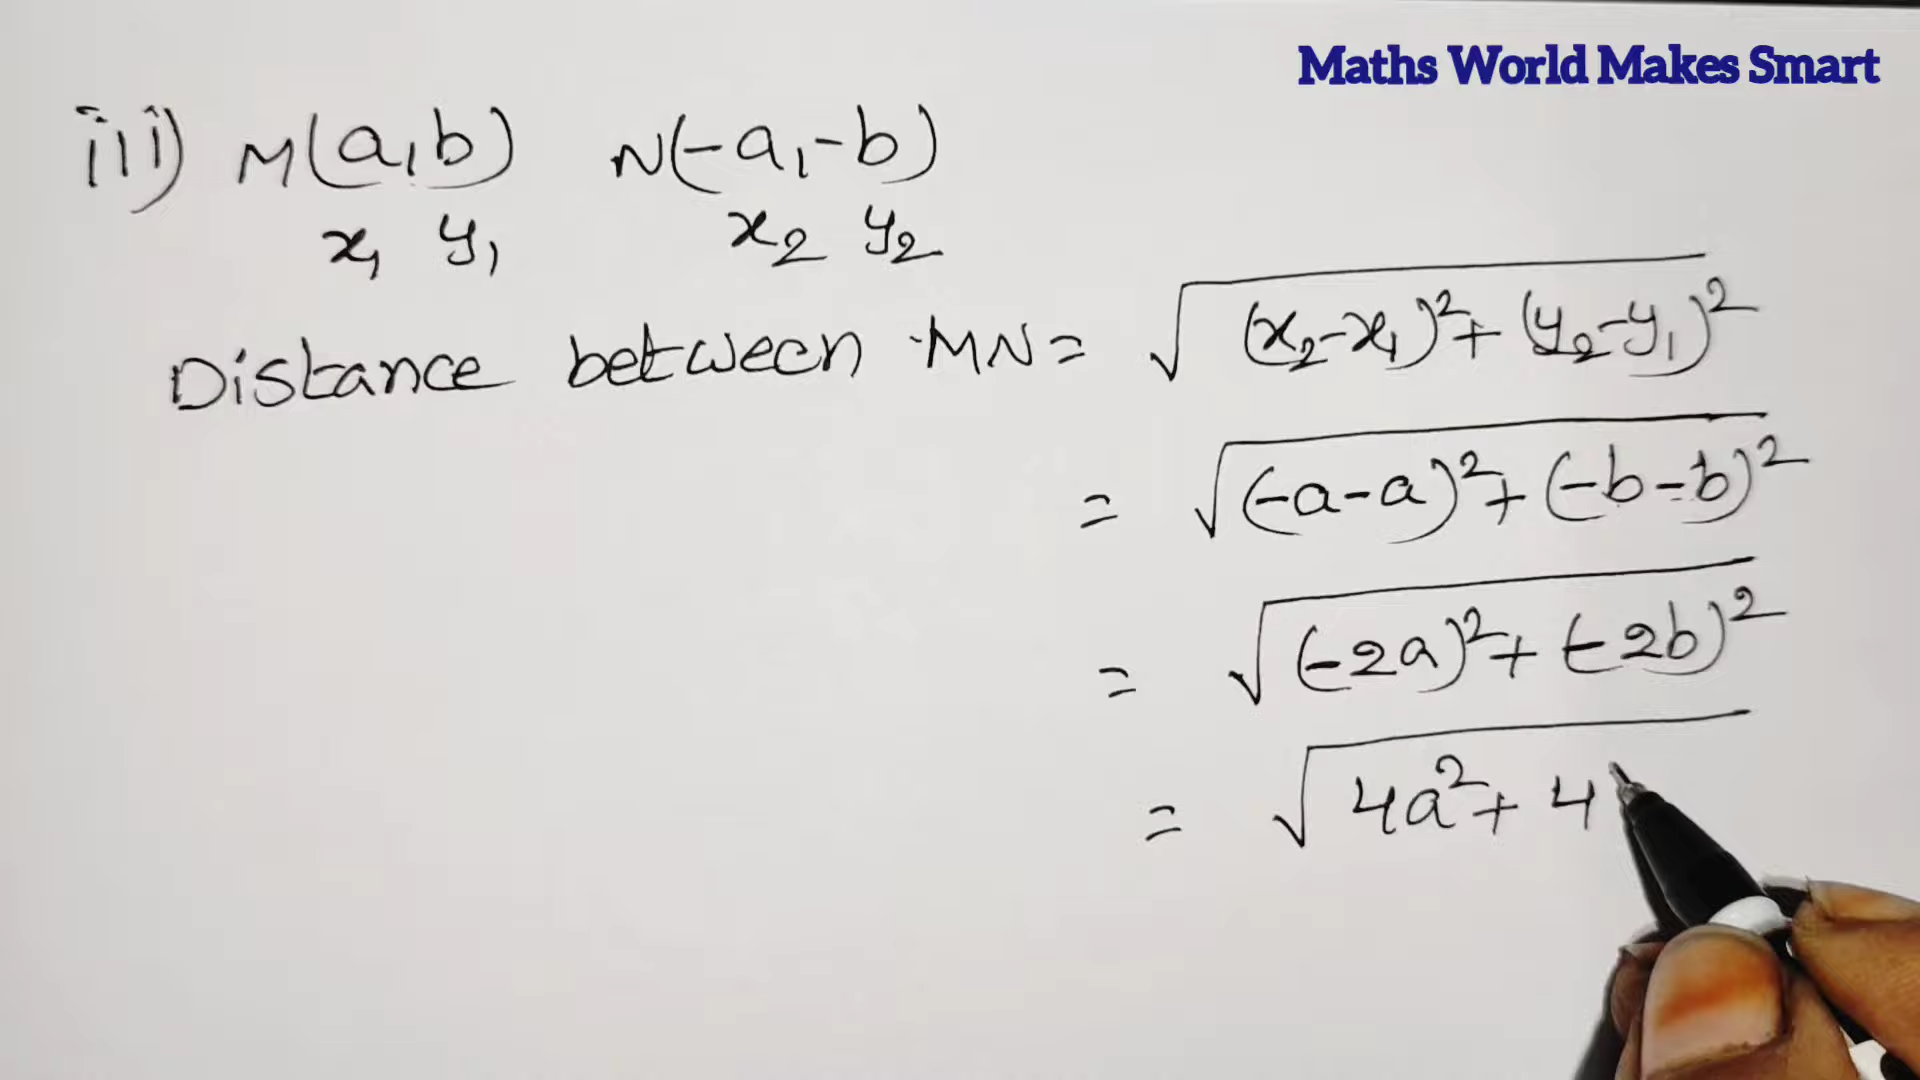 Maths World Makes Smart
iii) M(a,b) N(-a,-b)
x₁ y₁ x₂ y₂
Distance between MN = √(x₂-x₁)²+(y₂-y₁)²
= √(-a-a)²+(-b-b)²
= √(-2a)²+(-2b)²
= √4a²+4